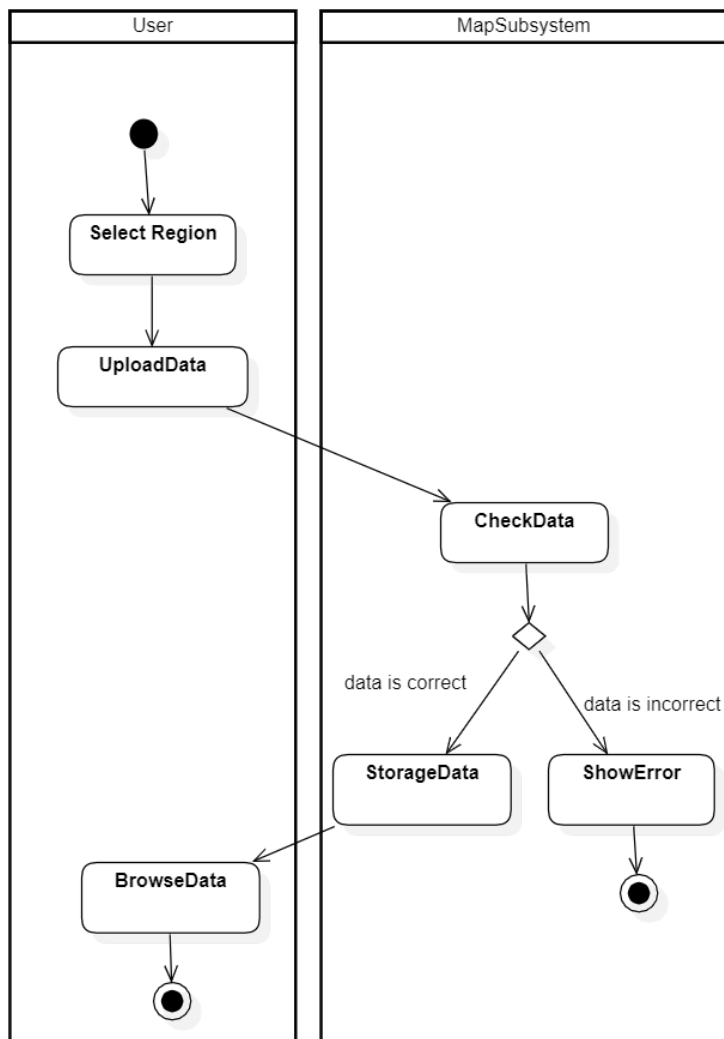 User
MapSubsystem
Select Region
UploadData
CheckData
data is correct
data is incorrect
StorageData
ShowError
BrowseData